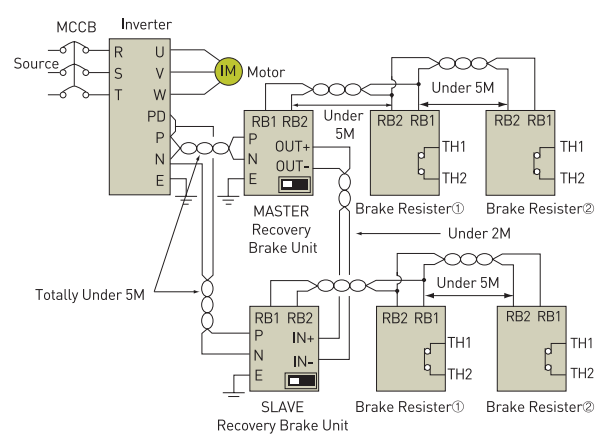 MCCB Inverter
Source
R U
S V
T W
IM Motor
PD
P
N
E
RB1 RB2
P
N
E
OUT+
OUT-
MASTER
Recovery
Brake Unit
Under
5M
Under 5M
RB2 RB1
TH1
TH2
Brake Resister①
RB2 RB1
TH1
TH2
Brake Resister②
Under 2M
Totally Under 5M
RB1 RB2
P
N
E
IN+
IN-
SLAVE
Recovery Brake Unit
Under 5M
RB2 RB1
TH1
TH2
Brake Resister①
RB2 RB1
TH1
TH2
Brake Resister②